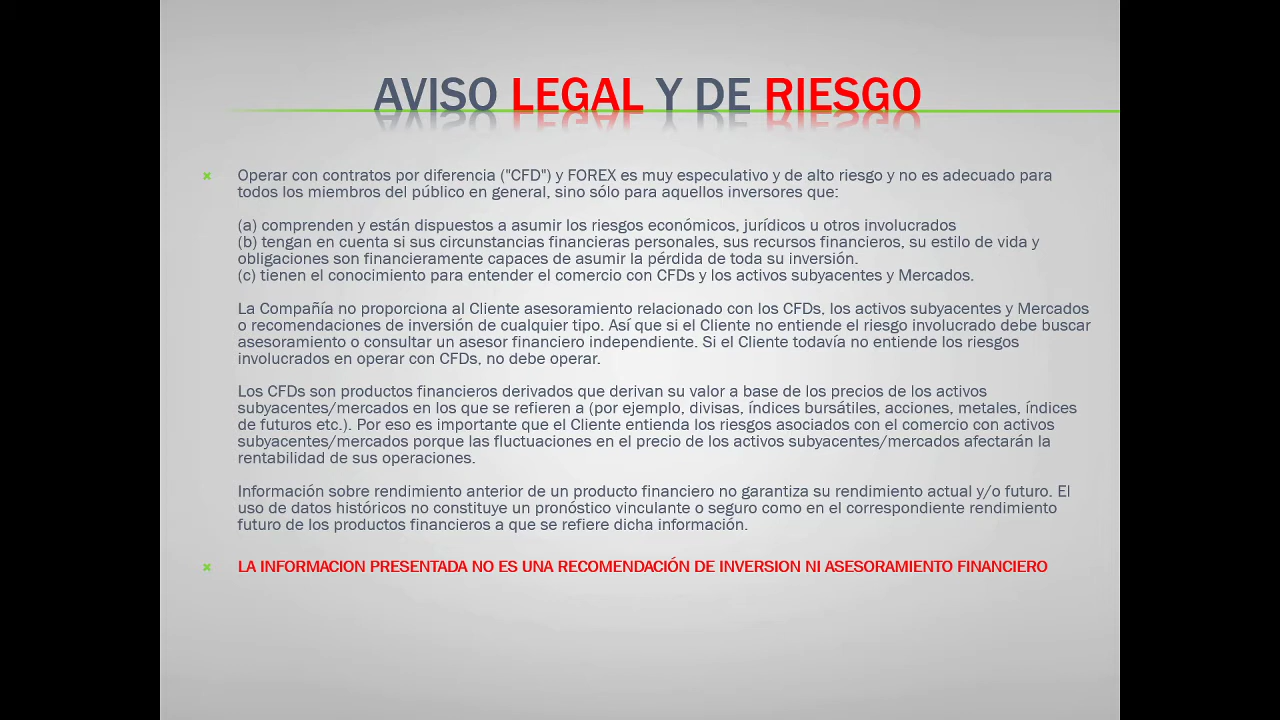 AVISO LEGAL Y DE RIESGO
Operar con contratos por diferencia ("CFD") y FOREX es muy especulativo y de alto riesgo y no es adecuado para
todos los miembros del público en general, sino sólo para aquellos inversores que:
(a) comprenden y están dispuestos a asumir los riesgos económicos, jurídicos u otros involucrados
(b) tengan en cuenta si sus circunstancias financieras personales, sus recursos financieros, su estilo de vida y
obligaciones son financieramente capaces de asumir la pérdida de toda su inversión.
(c) tienen el conocimiento para entender el comercio con CFDs y los activos subyacentes y Mercados.
La Compañía no proporciona al Cliente asesoramiento relacionado con los CFDs, los activos subyacentes y Mercados
o recomendaciones de inversión de cualquier tipo. Así que si el Cliente no entiende el riesgo involucrado debe buscar
asesoramiento o consultar un asesor financiero independiente. Si el Cliente todavía no entiende los riesgos
involucrados en operar con CFDs, no debe operar.
Los CFDs son productos financieros derivados que derivan su valor a base de los precios de los activos
subyacentes/mercados en los que se refieren a (por ejemplo, divisas, índices bursátiles, acciones, metales, índices
de futuros etc.). Por eso es importante que el Cliente entienda los riesgos asociados con el comercio con activos
subyacentes/mercados porque las fluctuaciones en el precio de los activos subyacentes/mercados afectarán la
rentabilidad de sus operaciones.
Información sobre rendimiento anterior de un producto financiero no garantiza su rendimiento actual y/o futuro. El
uso de datos históricos no constituye un pronóstico vinculante o seguro como en el correspondiente rendimiento
futuro de los productos financieros a que se refiere dicha información.
LA INFORMACION PRESENTADA NO ES UNA RECOMENDACIÓN DE INVERSION NI ASESORAMIENTO FINANCIERO